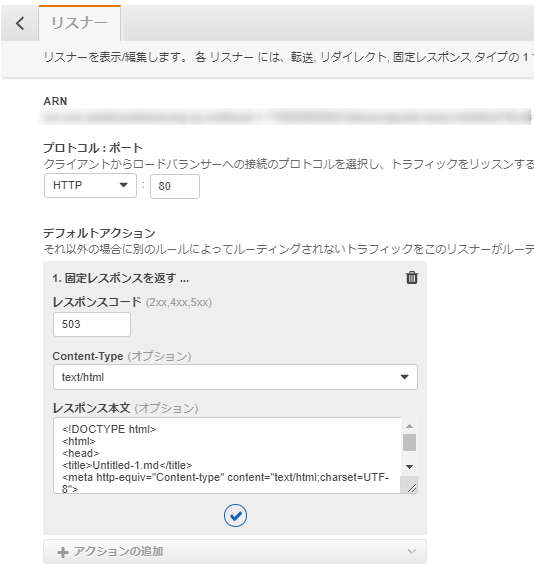 リスナー
リスナーを表示/編集します。 各 リスナー には、転送, リダイレクト, 固定レスポンス タイプの 1
ARN
プロトコル : ポート
クライアントからロードバランサーへの接続のプロトコルを選択し、トラフィックをリッスンする
HTTP : 80
デフォルトアクション
それ以外の場合に別のルールによってルーティングされないトラフィックをこのリスナーがルーテ
1. 固定レスポンスを返す ...
レスポンスコード (2xx,4xx,5xx)
503
Content-Type (オプション)
text/html
レスポンス本文 (オプション)
<!DOCTYPE html>
<html>
<head>
<title>Untitled-1.md</title>
<meta http-equiv="Content-type" content="text/html;charset=UTF-
8">
アクションの追加